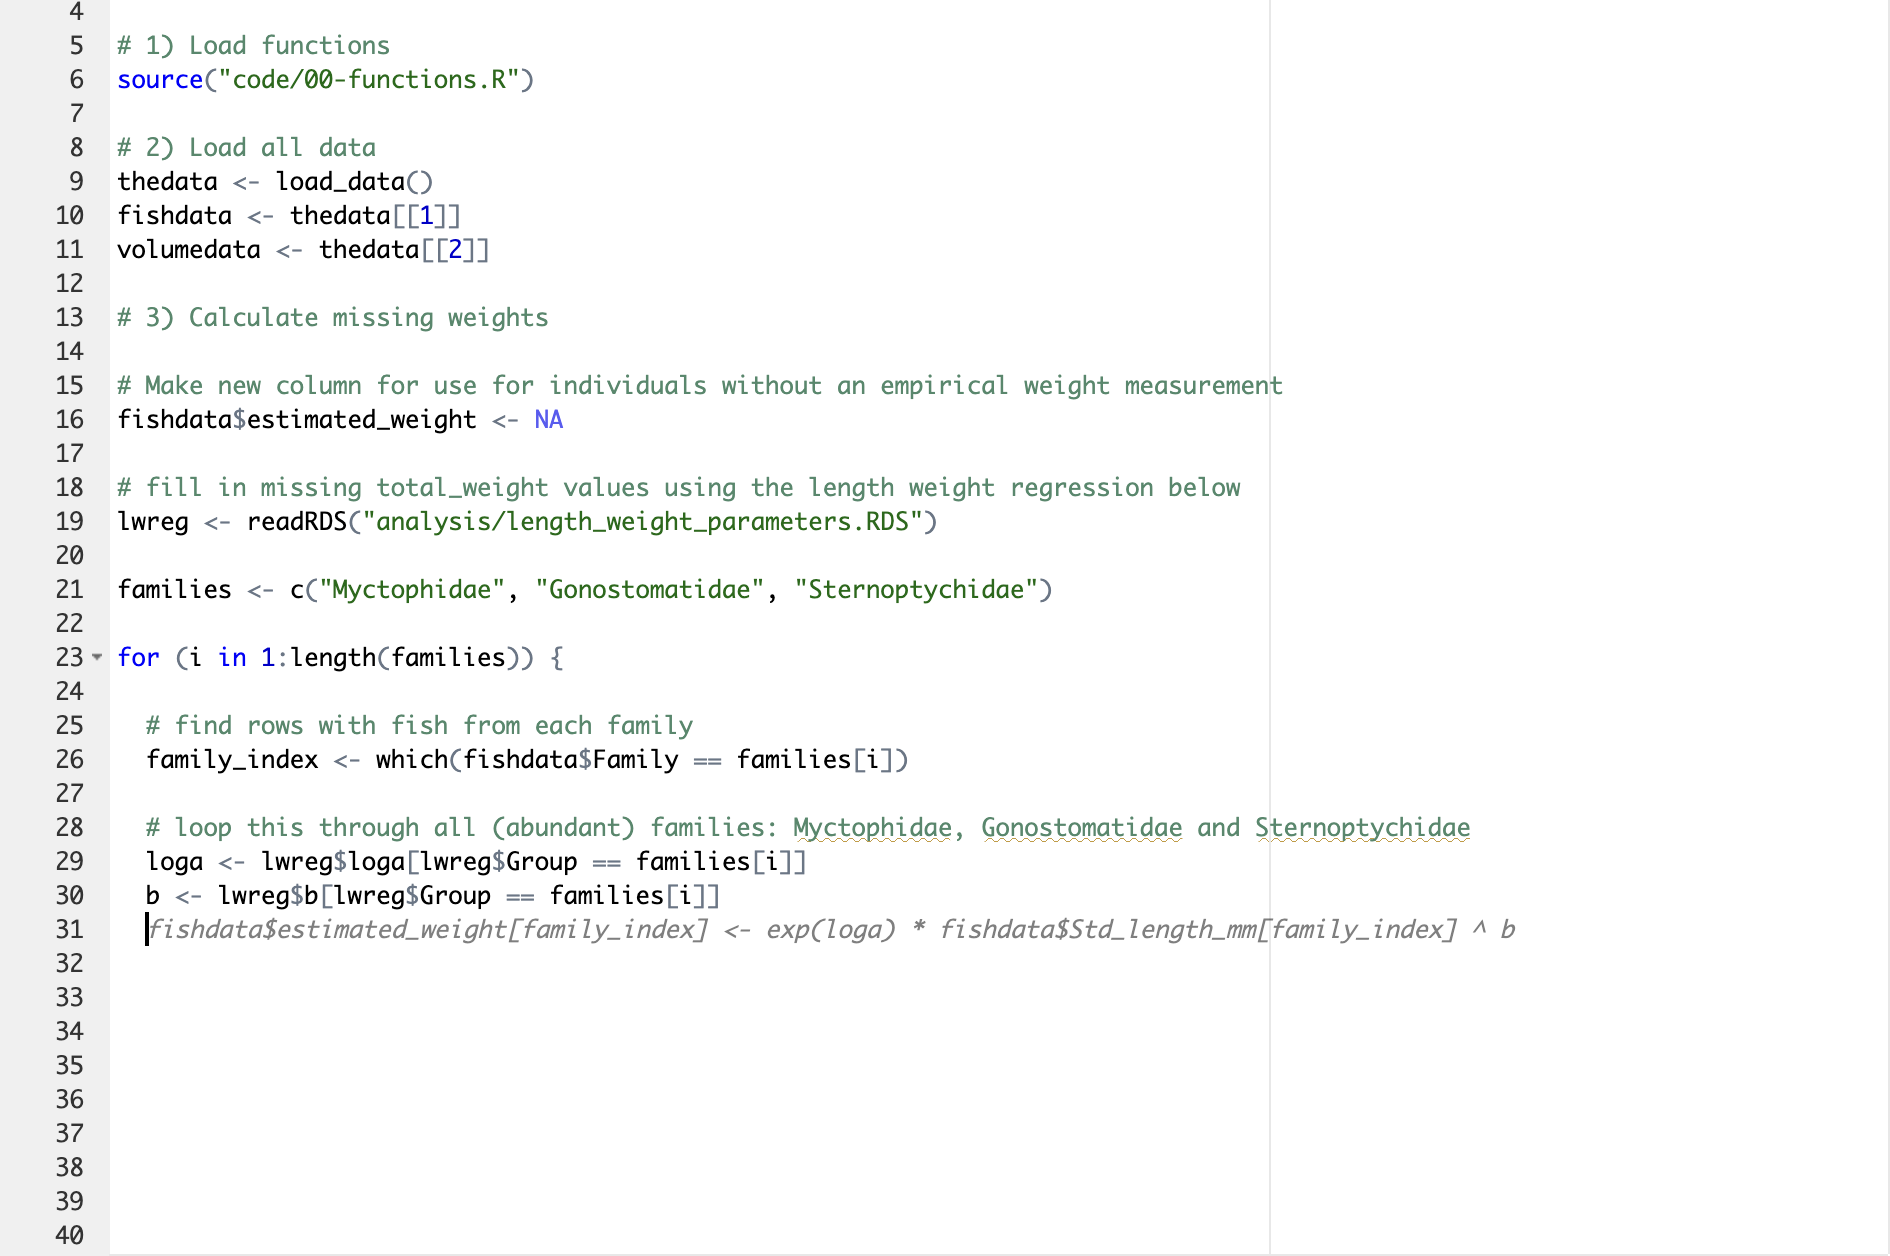 4
5 # 1) Load functions
6 source("code/00-functions.R")
7
8 # 2) Load all data
9 thedata <- load_data()
10 fishdata <- thedata[[1]]
11 volumedata <- thedata[[2]]
12
13 # 3) Calculate missing weights
14
15 # Make new column for use for individuals without an empirical weight measurement
16 fishdata$estimated_weight <- NA
17
18 # fill in missing total_weight values using the length weight regression below
19 lwreg <- readRDS("analysis/length_weight_parameters.RDS")
20
21 families <- c("Myctophidae", "Gonostomatidae", "Sternoptychidae")
22
23 for (i in 1:length(families)) {
24
25   # find rows with fish from each family
26   family_index <- which(fishdata$Family == families[i])
27
28   # loop this through all (abundant) families: Myctophidae, Gonostomatidae and Sternoptychidae
29   loga <- lwreg$loga[lwreg$Group == families[i]]
30   b <- lwreg$b[lwreg$Group == families[i]]
31   fishdata$estimated_weight[family_index] <- exp(loga) * fishdata$Std_length_mm[family_index] ^ b
32
33
34
35
36
37
38
39
40